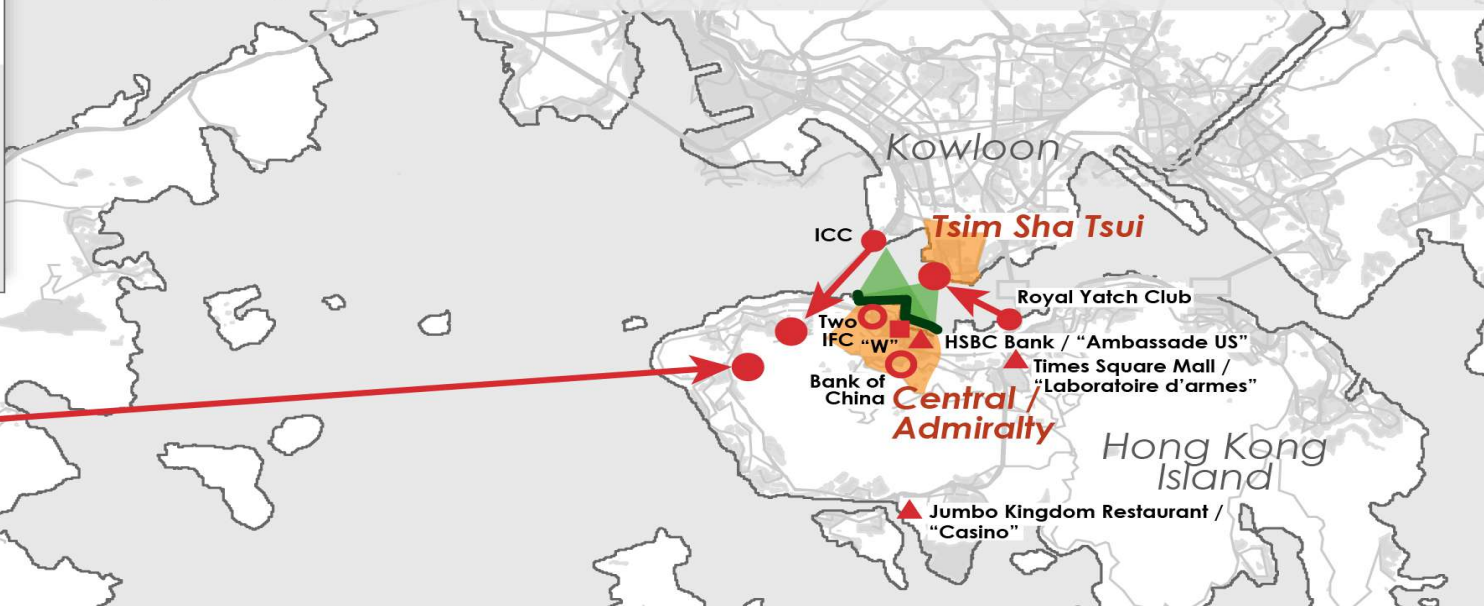 Kowloon
Tsim Sha Tsui
ICC
Royal Yatch Club
Two
IFC
"W"
HSBC Bank / "Ambassade US"
Times Square Mall /
"Laboratoire d'armes"
Bank of
China
Central /
Admiralty
Hong Kong
Island
Jumbo Kingdom Restaurant /
"Casino"